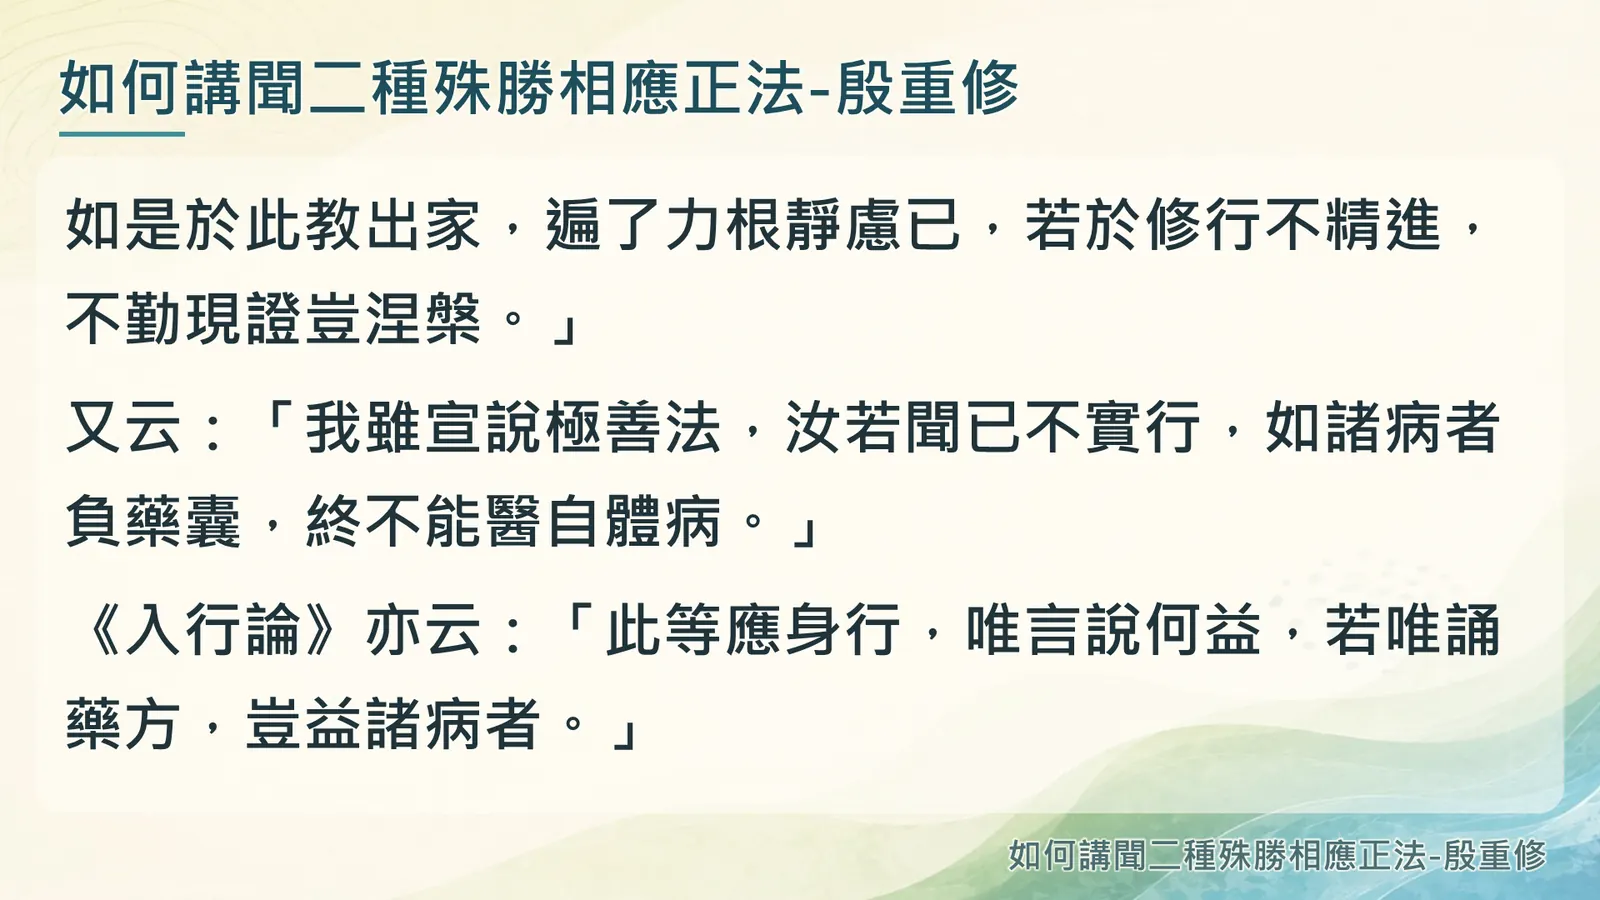 如何講聞二種殊勝相應正法-殷重修
如是於此教出家，遍了力根靜慮已，若於修行不精進，
不勤現證豈涅槃。」
又云：「我雖宣說極善法，汝若聞已不實行，如諸病者
負藥囊，終不能醫自體病。」
《入行論》亦云：「此等應身行，唯言說何益，若唯誦
藥方，豈益諸病者。」
如何講聞二種殊勝相應正法-殷重修